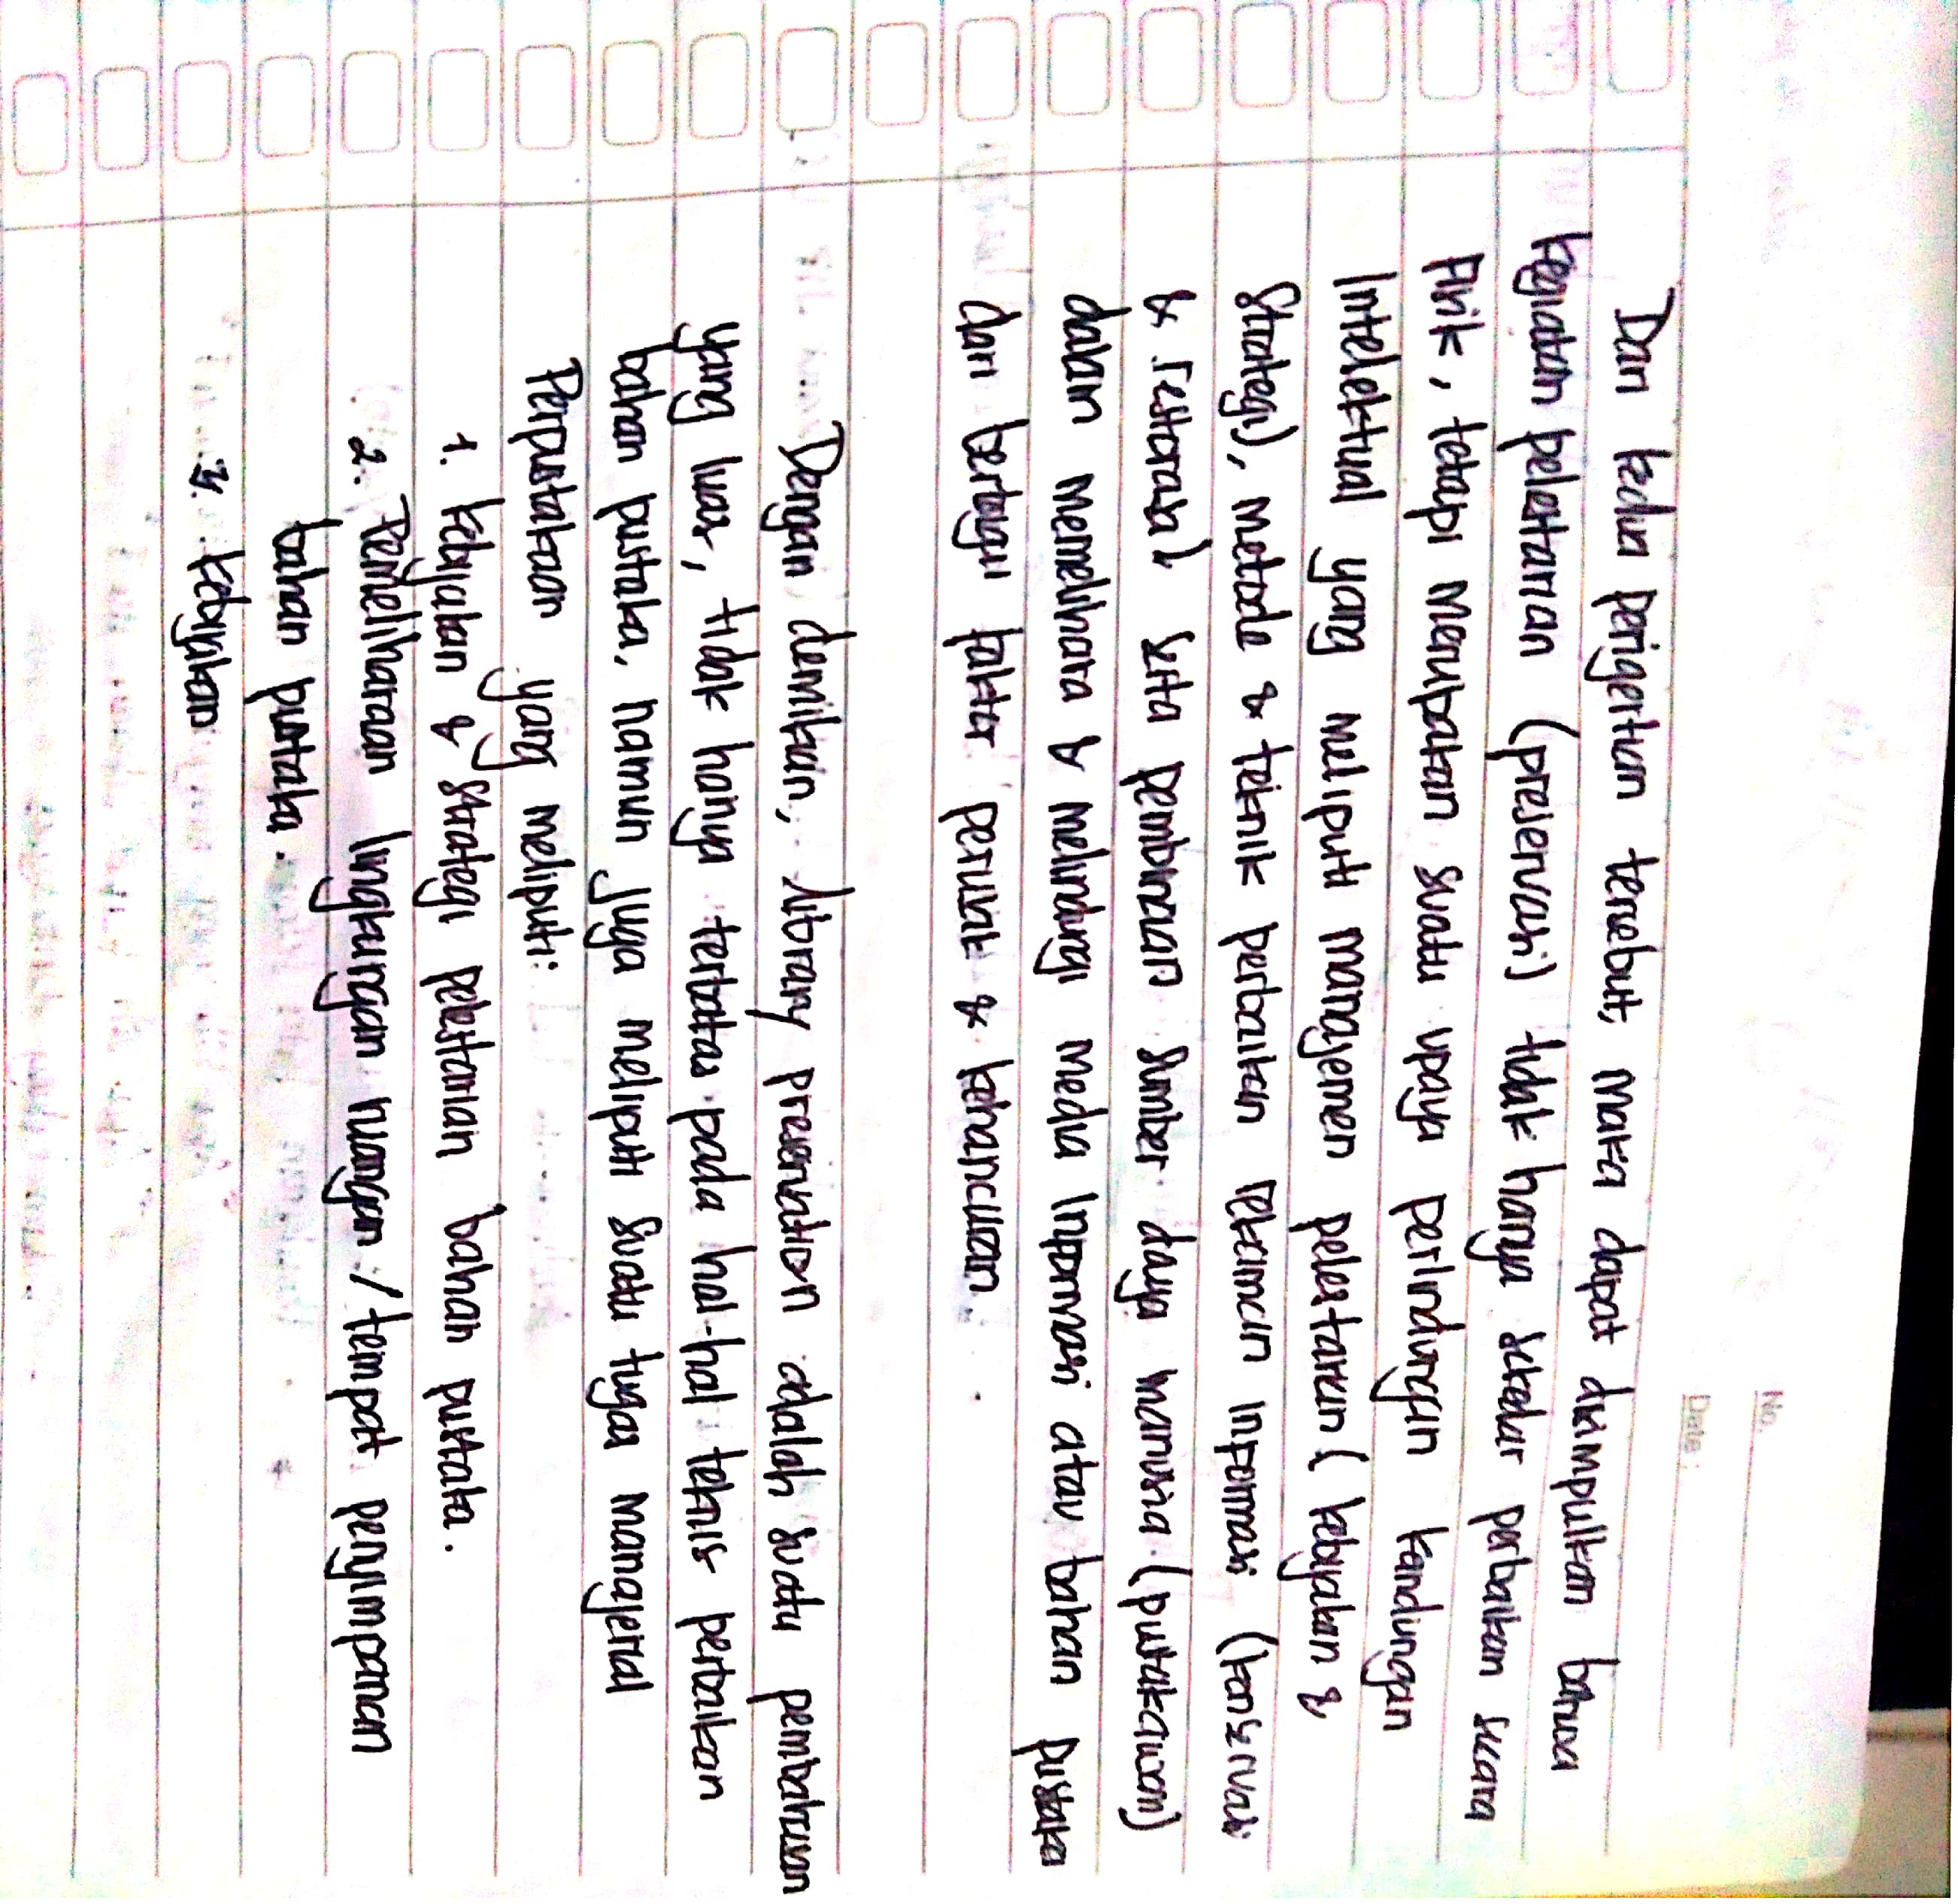 No.
Date:
Dari kedua pengertian tersebut, maka dapat disimpulkan bahwa
kegiatan pelestarian (preservasi) tidak hanya sekedar perbaikan secara
Fisik, tetapi merupakan suatu upaya perlindungan kandungan
Intelektual yang meliputi manajemen pelestarian (kebijakan &
strategi), metode & teknik perbaikan rekaman informasi (konservasi
& restorasi) serta pembinaan sumber daya manusia (pustakawan)
dalam memelihara & melindungi media informasi atau bahan pustaka
dari berbagai faktor perusak & kehancuran.
Dengan demikian, library preservation adalah suatu pembahasan
yang luas, tidak hanya terbatas pada hal-hal teknis perbaikan
bahan pustaka, namun juga meliputi suatu tugas manajerial
Perpustakaan yang meliputi:
1. Kebijakan & strategi pelestarian bahan pustaka.
2. Pemeliharaan lingkungan ruangan / tempat penyimpanan
bahan pustaka.
3. Kebijakan